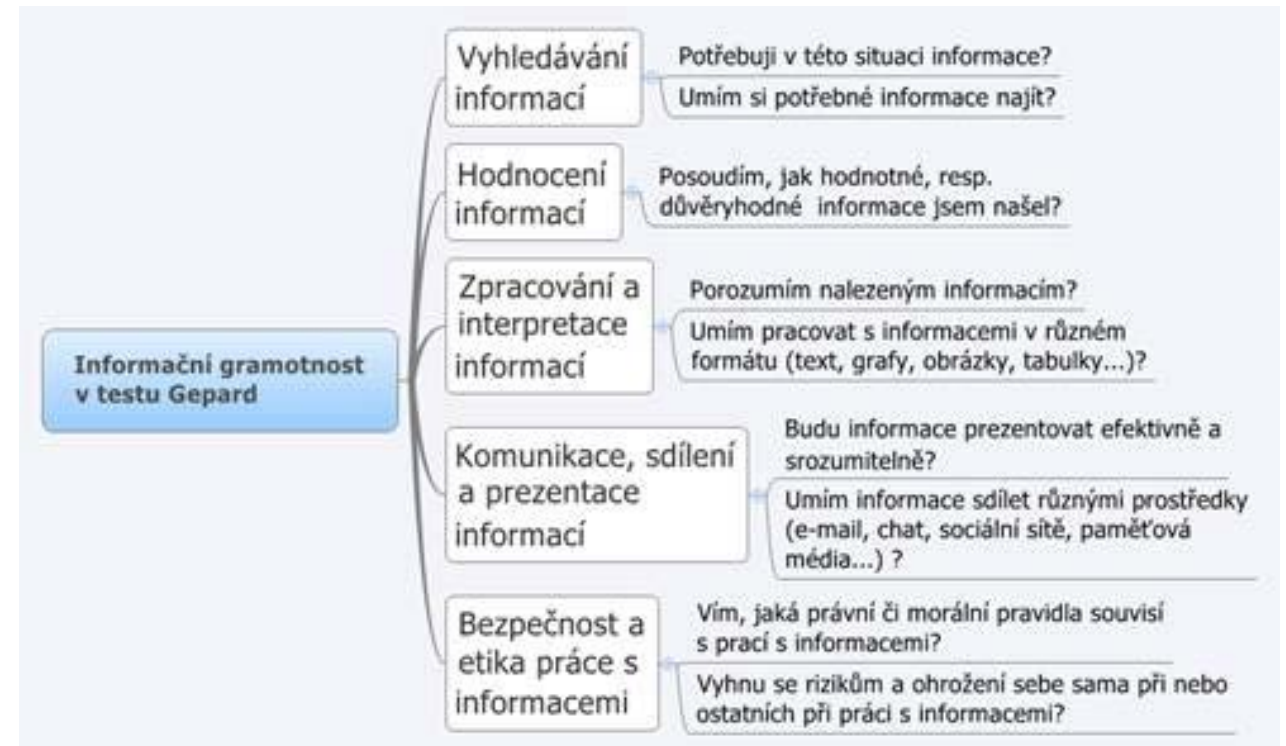 Informační gramotnost
v testu Gepard
Vyhledávání
informací
Potřebuji v této situaci informace?
Umím si potřebné informace najít?
Hodnocení
informací
Posoudím, jak hodnotné, resp.
důvěryhodné informace jsem našel?
Zpracování a
interpretace
informací
Porozumím nalezeným informacím?
Umím pracovat s informacemi v různém
formátu (text, grafy, obrázky, tabulky...)?
Komunikace, sdílení
a prezentace
informací
Budu informace prezentovat efektivně a
srozumitelně?
Umím informace sdílet různými prostředky
(e-mail, chat, sociální sítě, paměťová
média...) ?
Bezpečnost a
etika práce s
informacemi
Vím, jaká právní či morální pravidla souvisí
s prací s informacemi?
Vyhnu se rizikům a ohrožení sebe sama při nebo
ostatních při práci s informacemi?